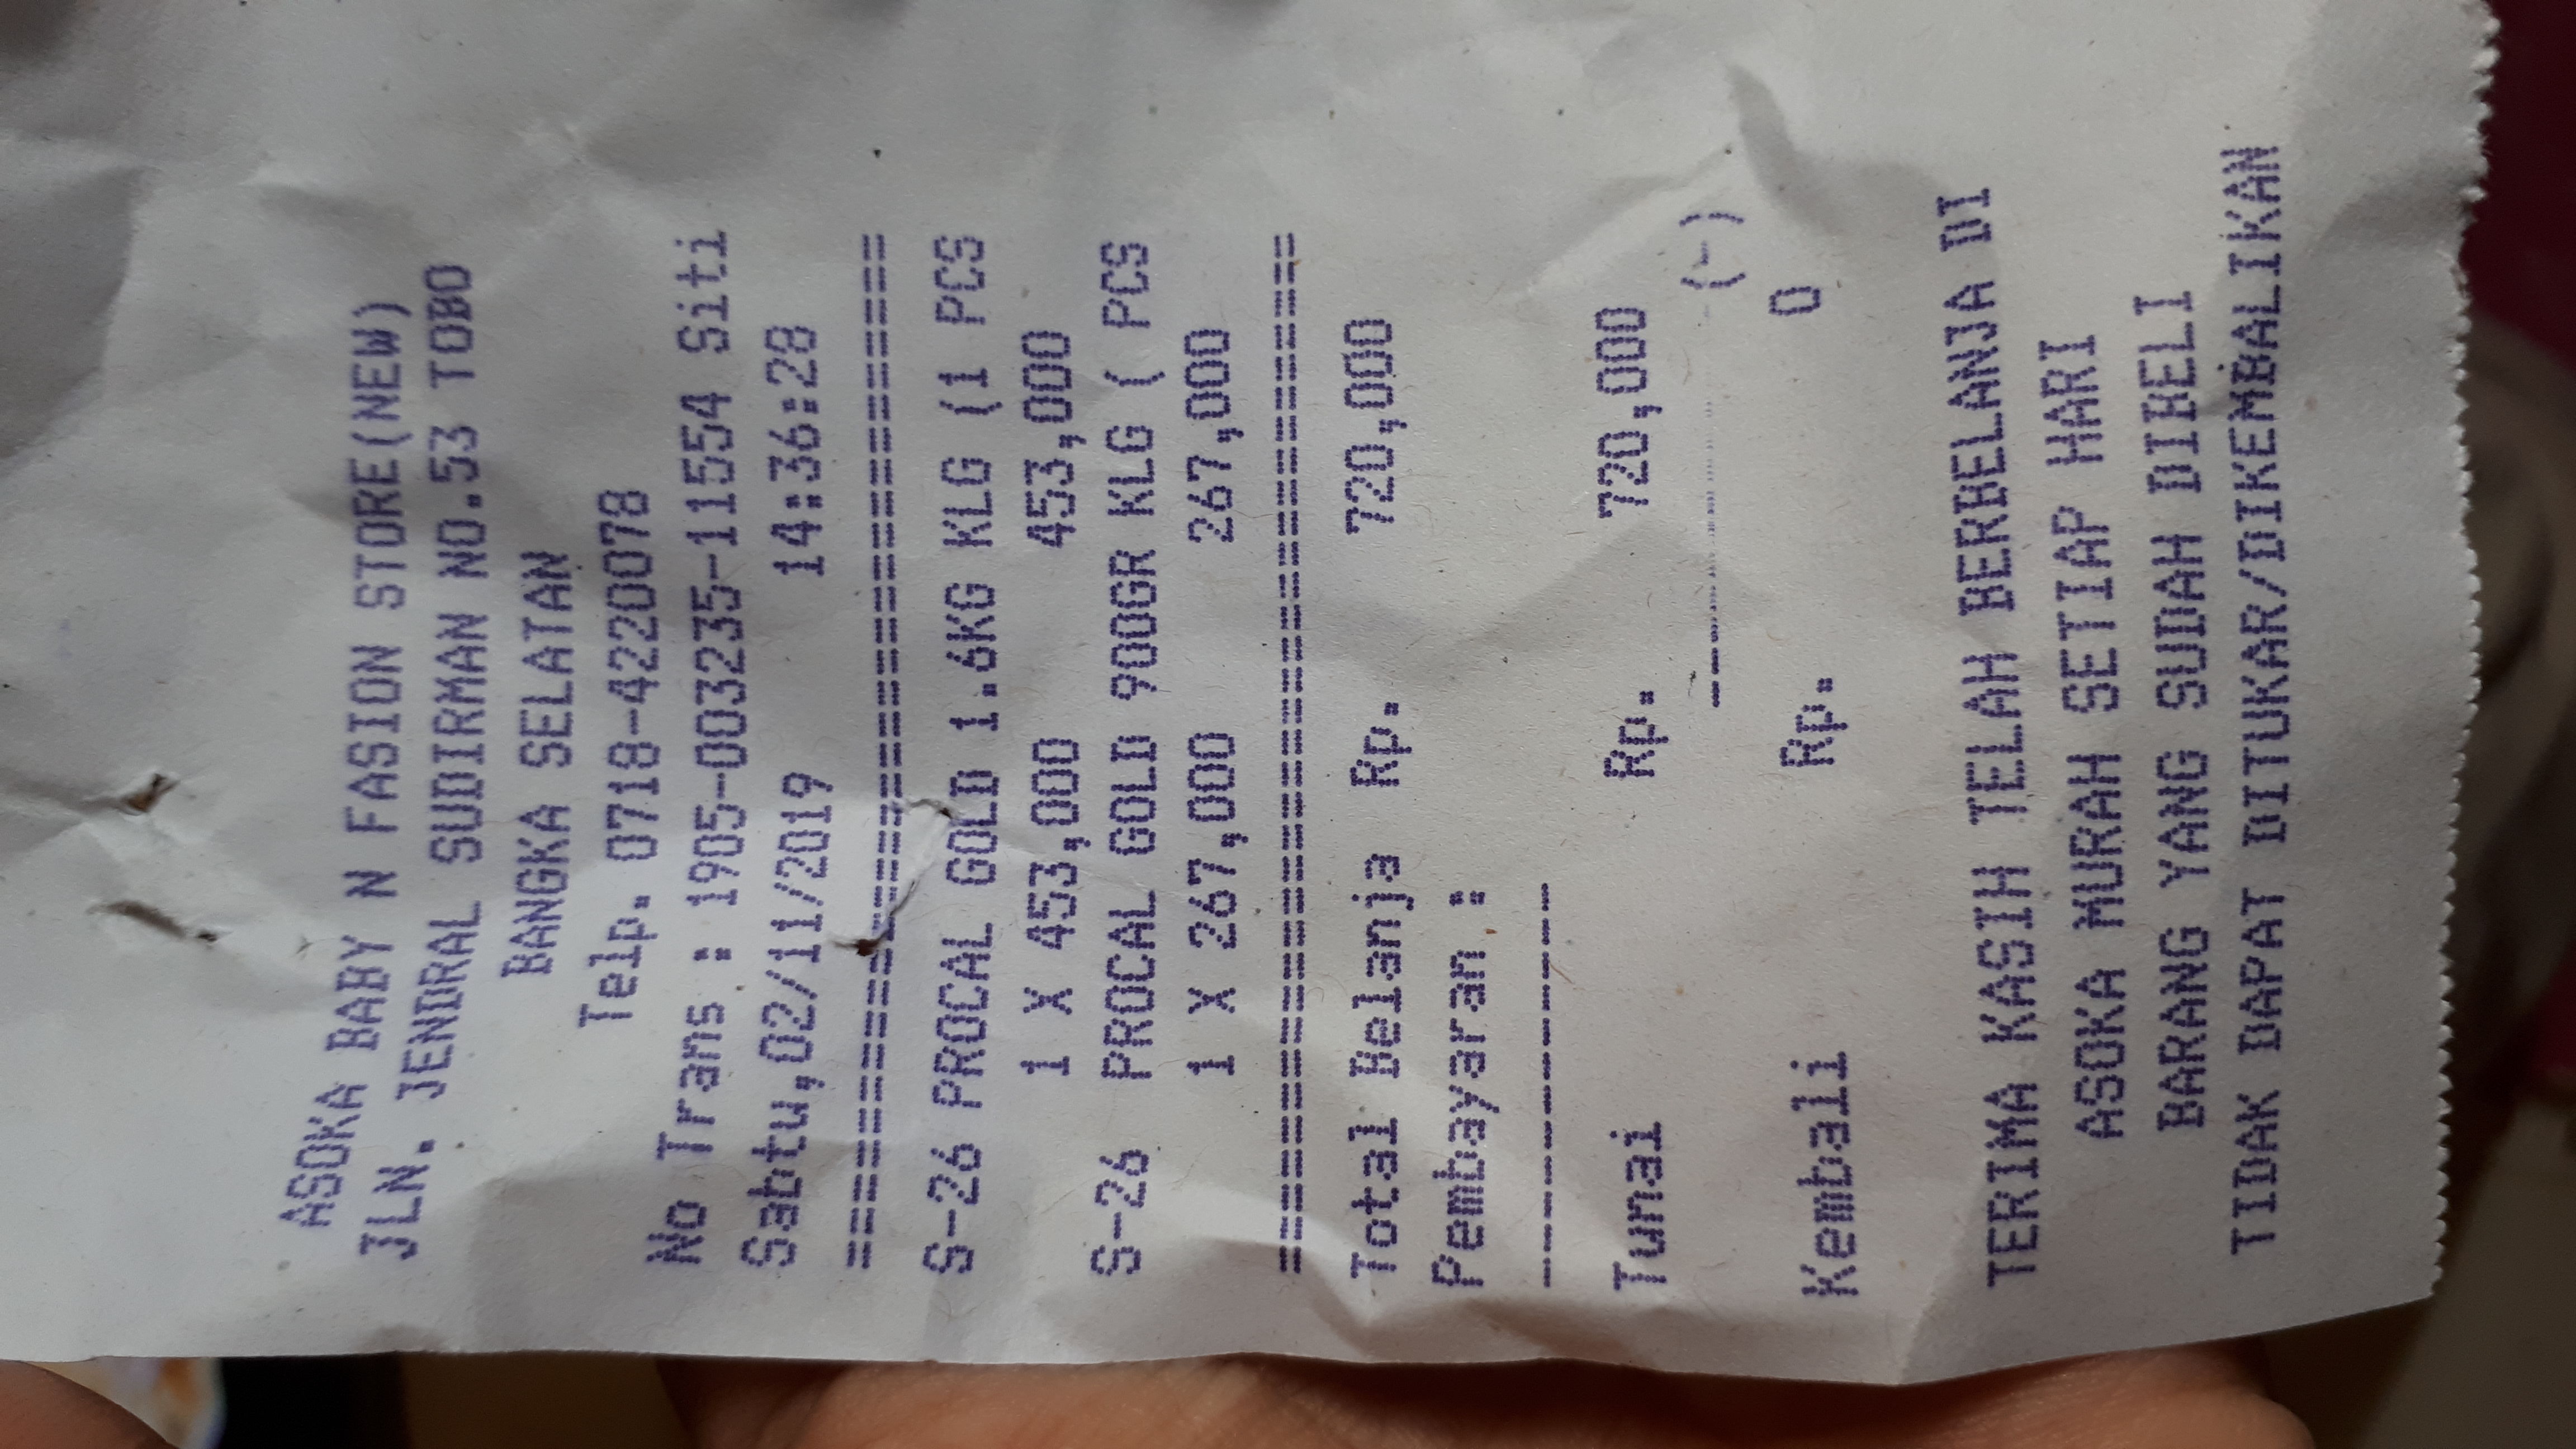 ASOKA BABY N FASION STORE(NEW)
JLN. JENDRAL SUDIRMAN NO.53 TOBO
BANGKA SELATAN
Telp. 0718-4220078
No Trans : 1905-003235-11554 Siti
Sabtu,02/11/2019 14:36:28
================================
S-26 PROCAL GOLD 1.6KG KLG (1 PCS
1 X 453,000 453,000
S-26 PROCAL GOLD 900GR KLG ( PCS
1 X 267,000 267,000
================================
Total Belanja Rp. 720,000
Pembayaran :
------------------
Tunai Rp. 720,000
------------------(-)
Kembali Rp. 0
TERIMA KASIH TELAH BERBELANJA DI
ASOKA MURAH SETIAP HARI
BARANG YANG SUDAH DIBELI
TIDAK DAPAT DITUKAR/DIKEMBALIKAN